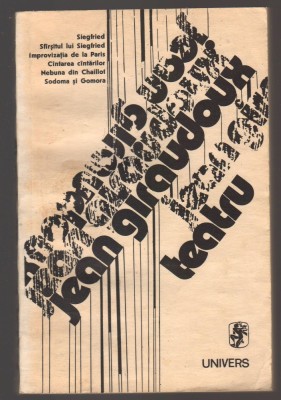 Siegfried
Sfîrşitul lui Siegfried
Improvizaţia de la Paris
Cîntarea cîntărilor
Nebuna din Chaillot
Sodoma şi Gomora
jean giraudoux
teatru
UNIVERS